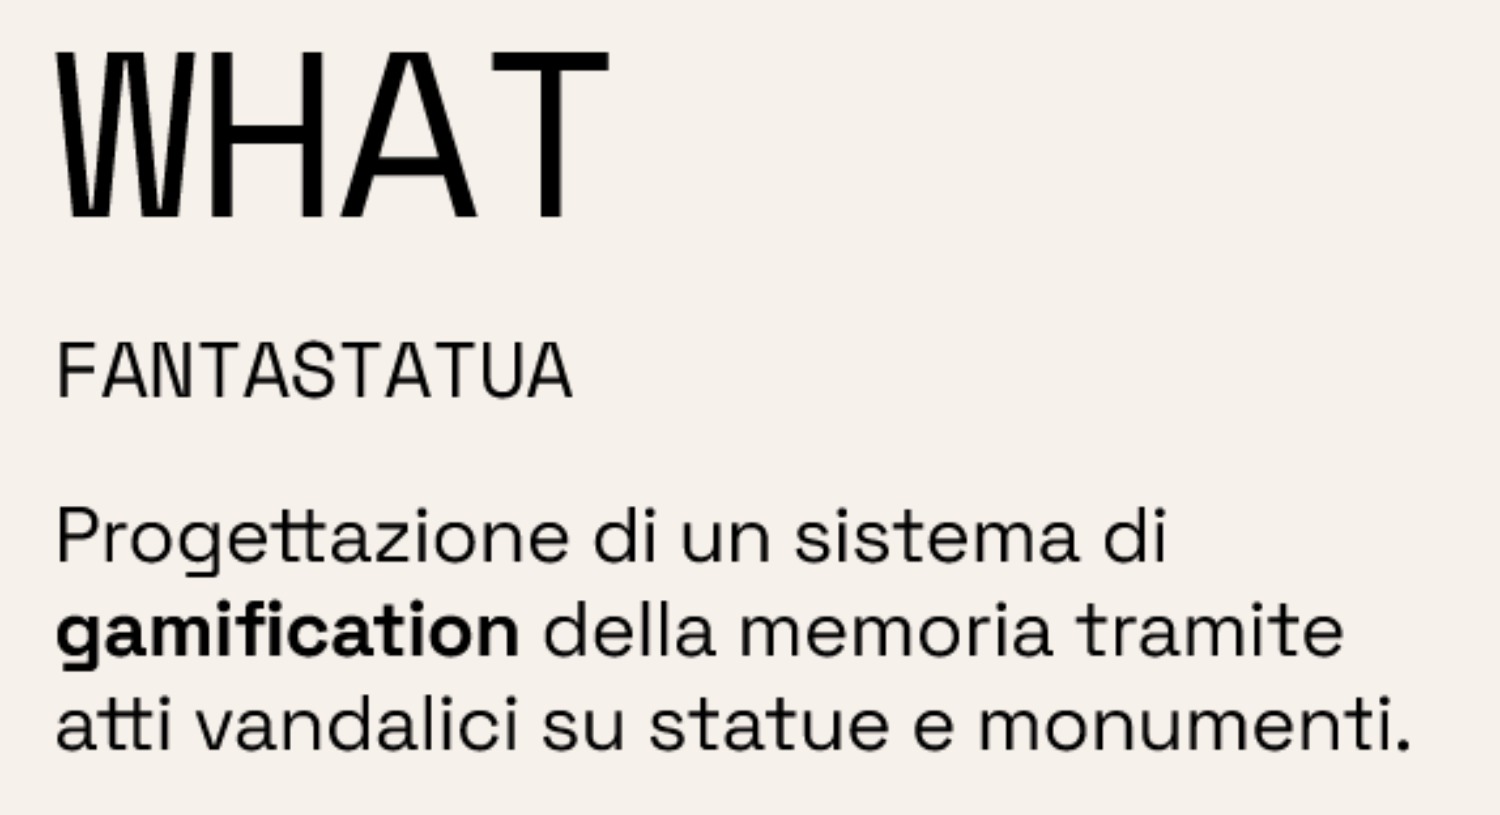 WHAT
FANTASTATUA
Progettazione di un sistema di
gamification della memoria tramite
atti vandalici su statue e monumenti.